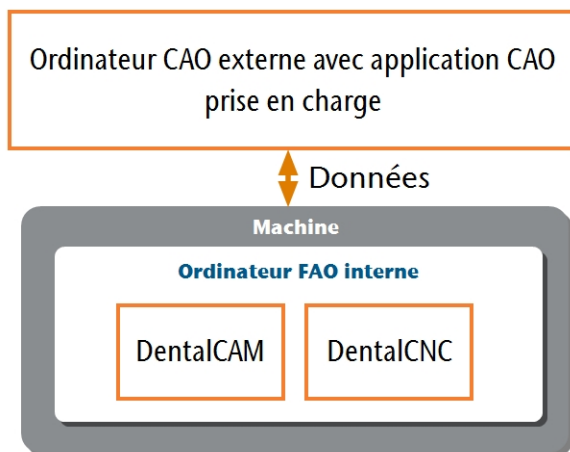 Ordinateur CAO externe avec application CAO
prise en charge
Données
Machine
Ordinateur FAO interne
DentalCAM
DentalCNC